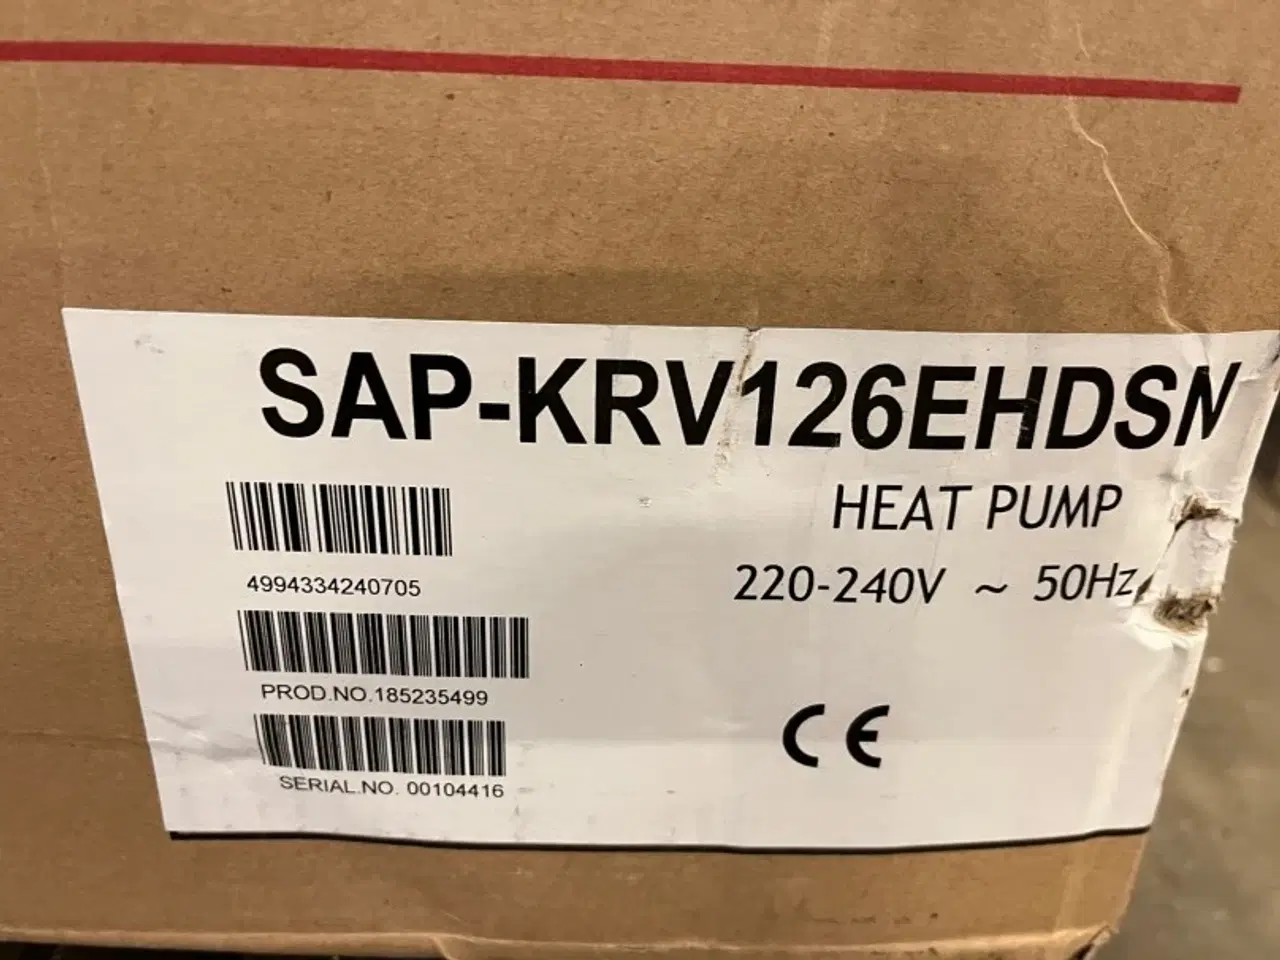 SAP-KRV126EHDSN
HEAT PUMP
220-240V ~ 50Hz
4994334240705
PROD.NO.185235499
SERIAL.NO. 00104416
CE